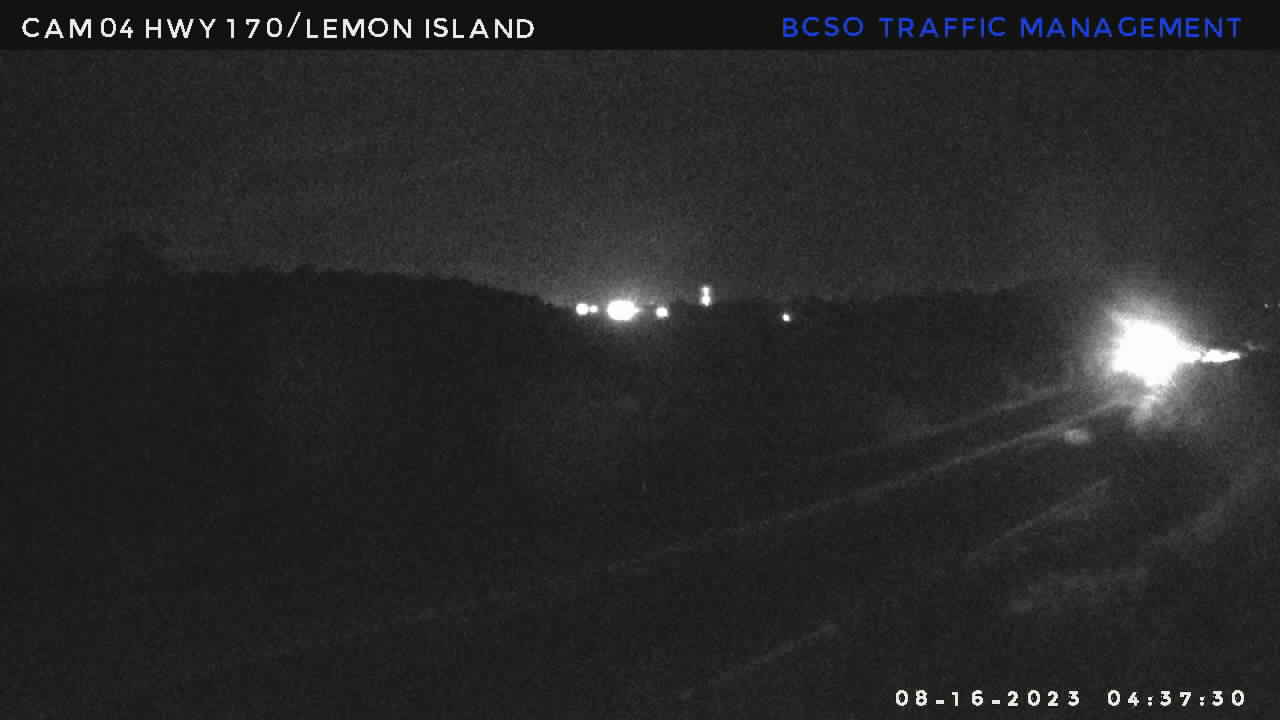 CAM04 HWY 170/LEMON ISLAND
BCSO TRAFFIC MANAGEMENT
08-16-2023 04:37:30